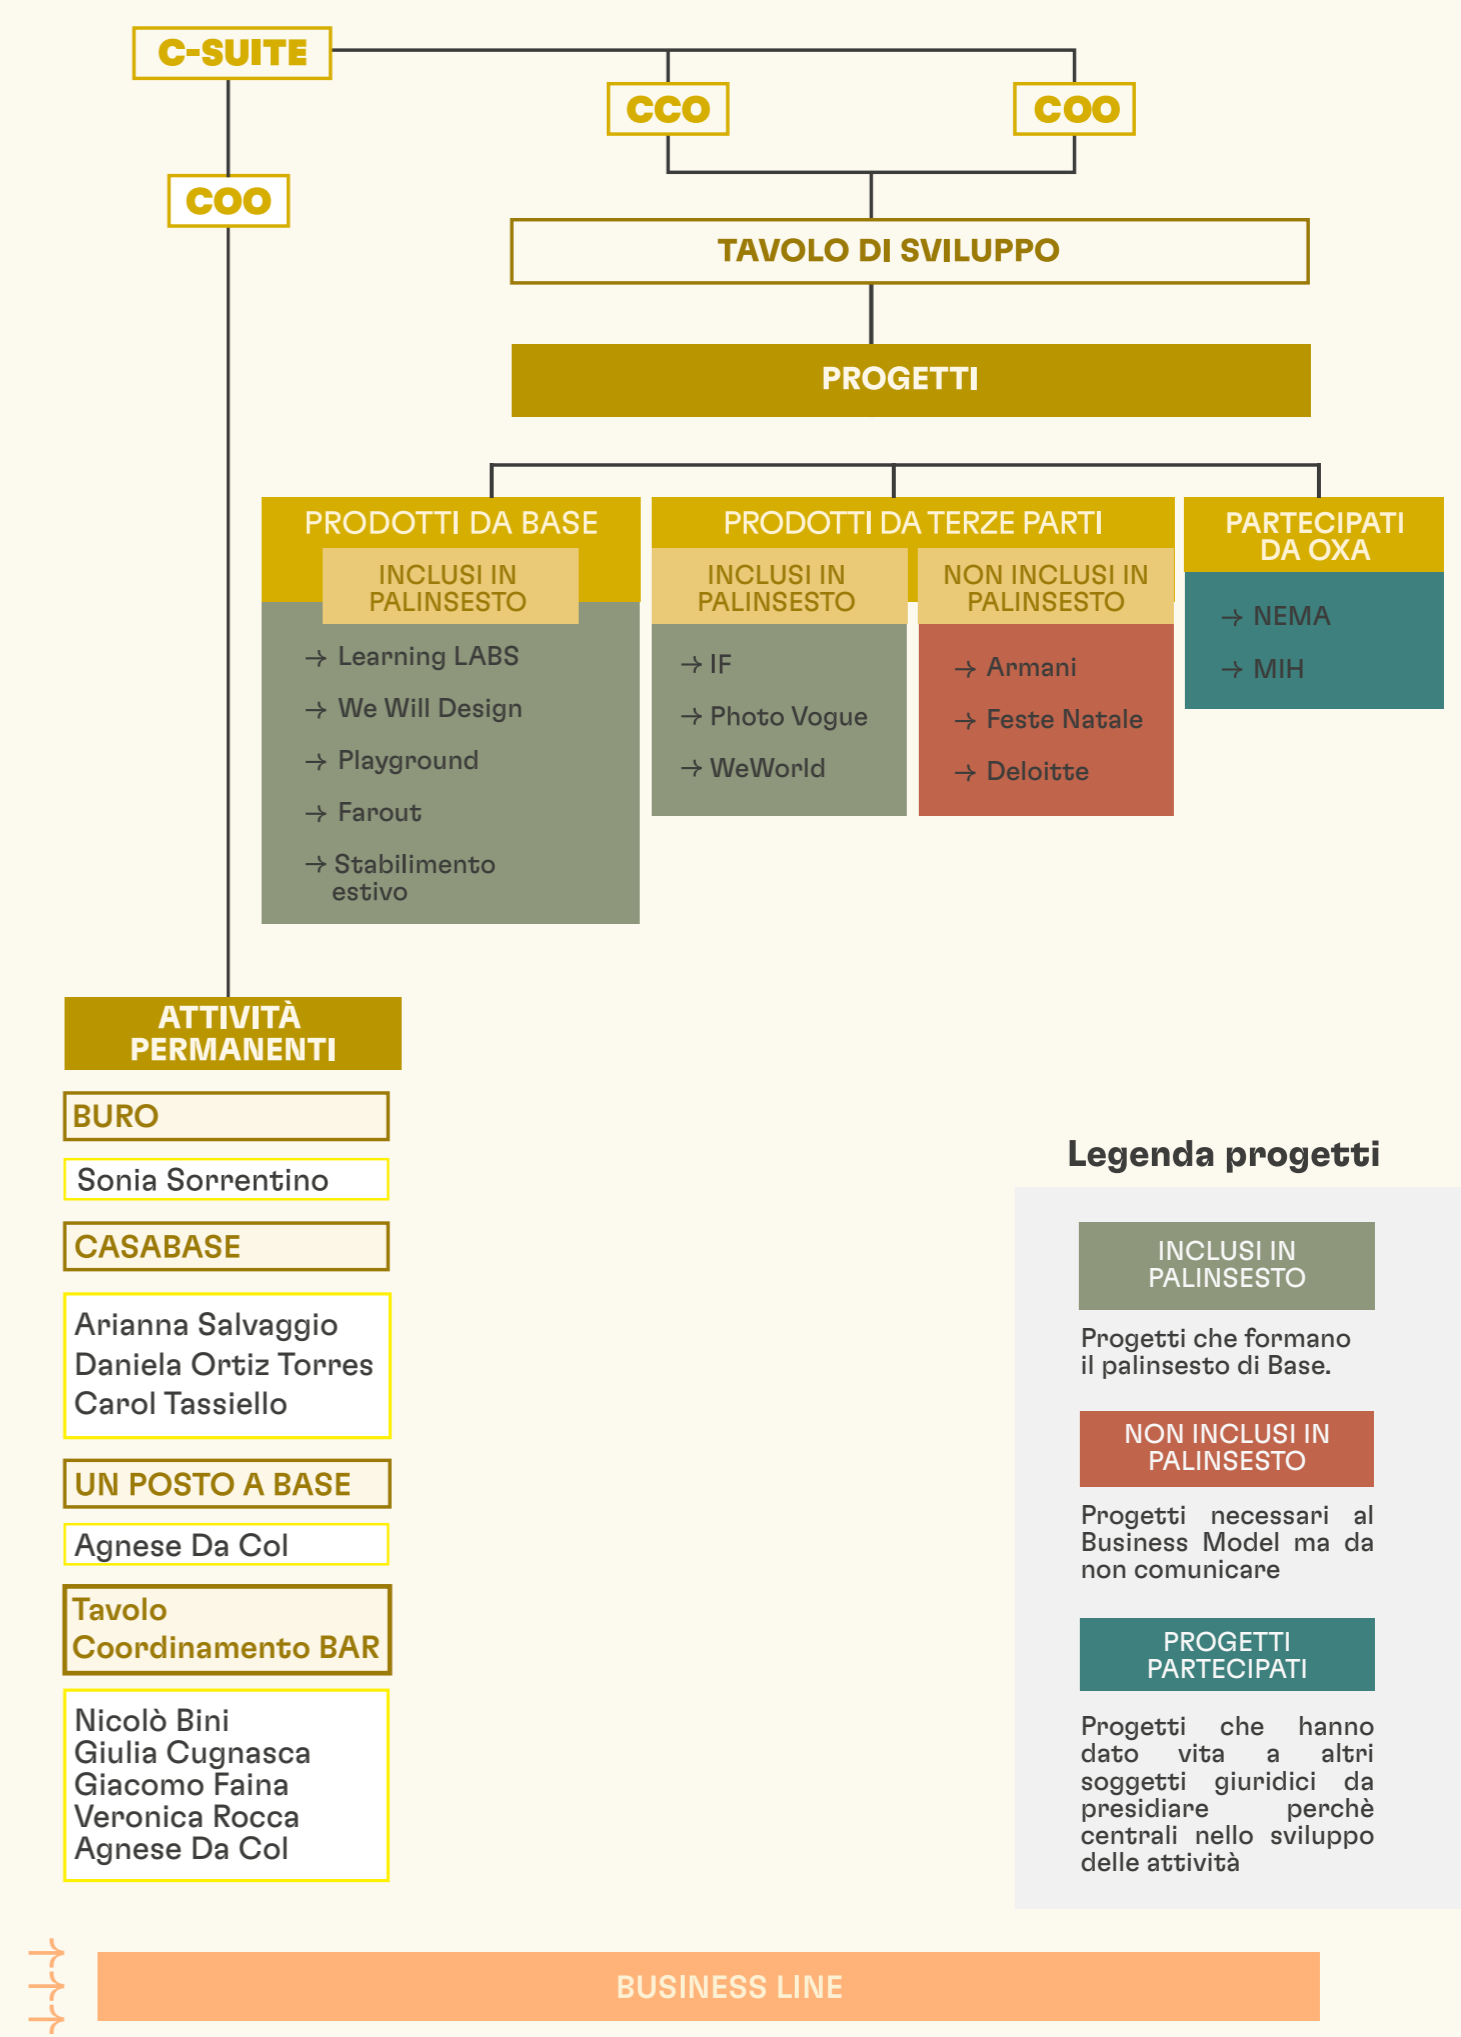 C-SUITE
CCO
COO
COO
TAVOLO DI SVILUPPO
PROGETTI
PRODOTTI DA BASE
INCLUSI IN
PALINSESTO
→ Learning LABS
→ We Will Design
→ Playground
→ Farout
→ Stabilimento
estivo
PRODOTTI DA TERZE PARTI
INCLUSI IN
PALINSESTO
→ IF
→ Photo Vogue
→ WeWorld
NON INCLUSI IN
PALINSESTO
→ Armani
→ Feste Natale
→ Deloitte
PARTECIPATI
DA OXA
→ NEMA
→ MIH
ATTIVITÀ
PERMANENTI
BURO
Sonia Sorrentino
CASABASE
Arianna Salvaggio
Daniela Ortiz Torres
Carol Tassiello
UN POSTO A BASE
Agnese Da Col
Tavolo
Coordinamento BAR
Nicolò Bini
Giulia Cugnasca
Giacomo Faina
Veronica Rocca
Agnese Da Col
Legenda progetti
INCLUSI IN
PALINSESTO
Progetti che formano
il palinsesto di Base.
NON INCLUSI IN
PALINSESTO
Progetti necessari al
Business Model ma da
non comunicare
PROGETTI
PARTECIPATI
Progetti che hanno
dato vita a altri
soggetti giuridici da
presidiare perchè
centrali nello sviluppo
delle attività
BUSINESS LINE